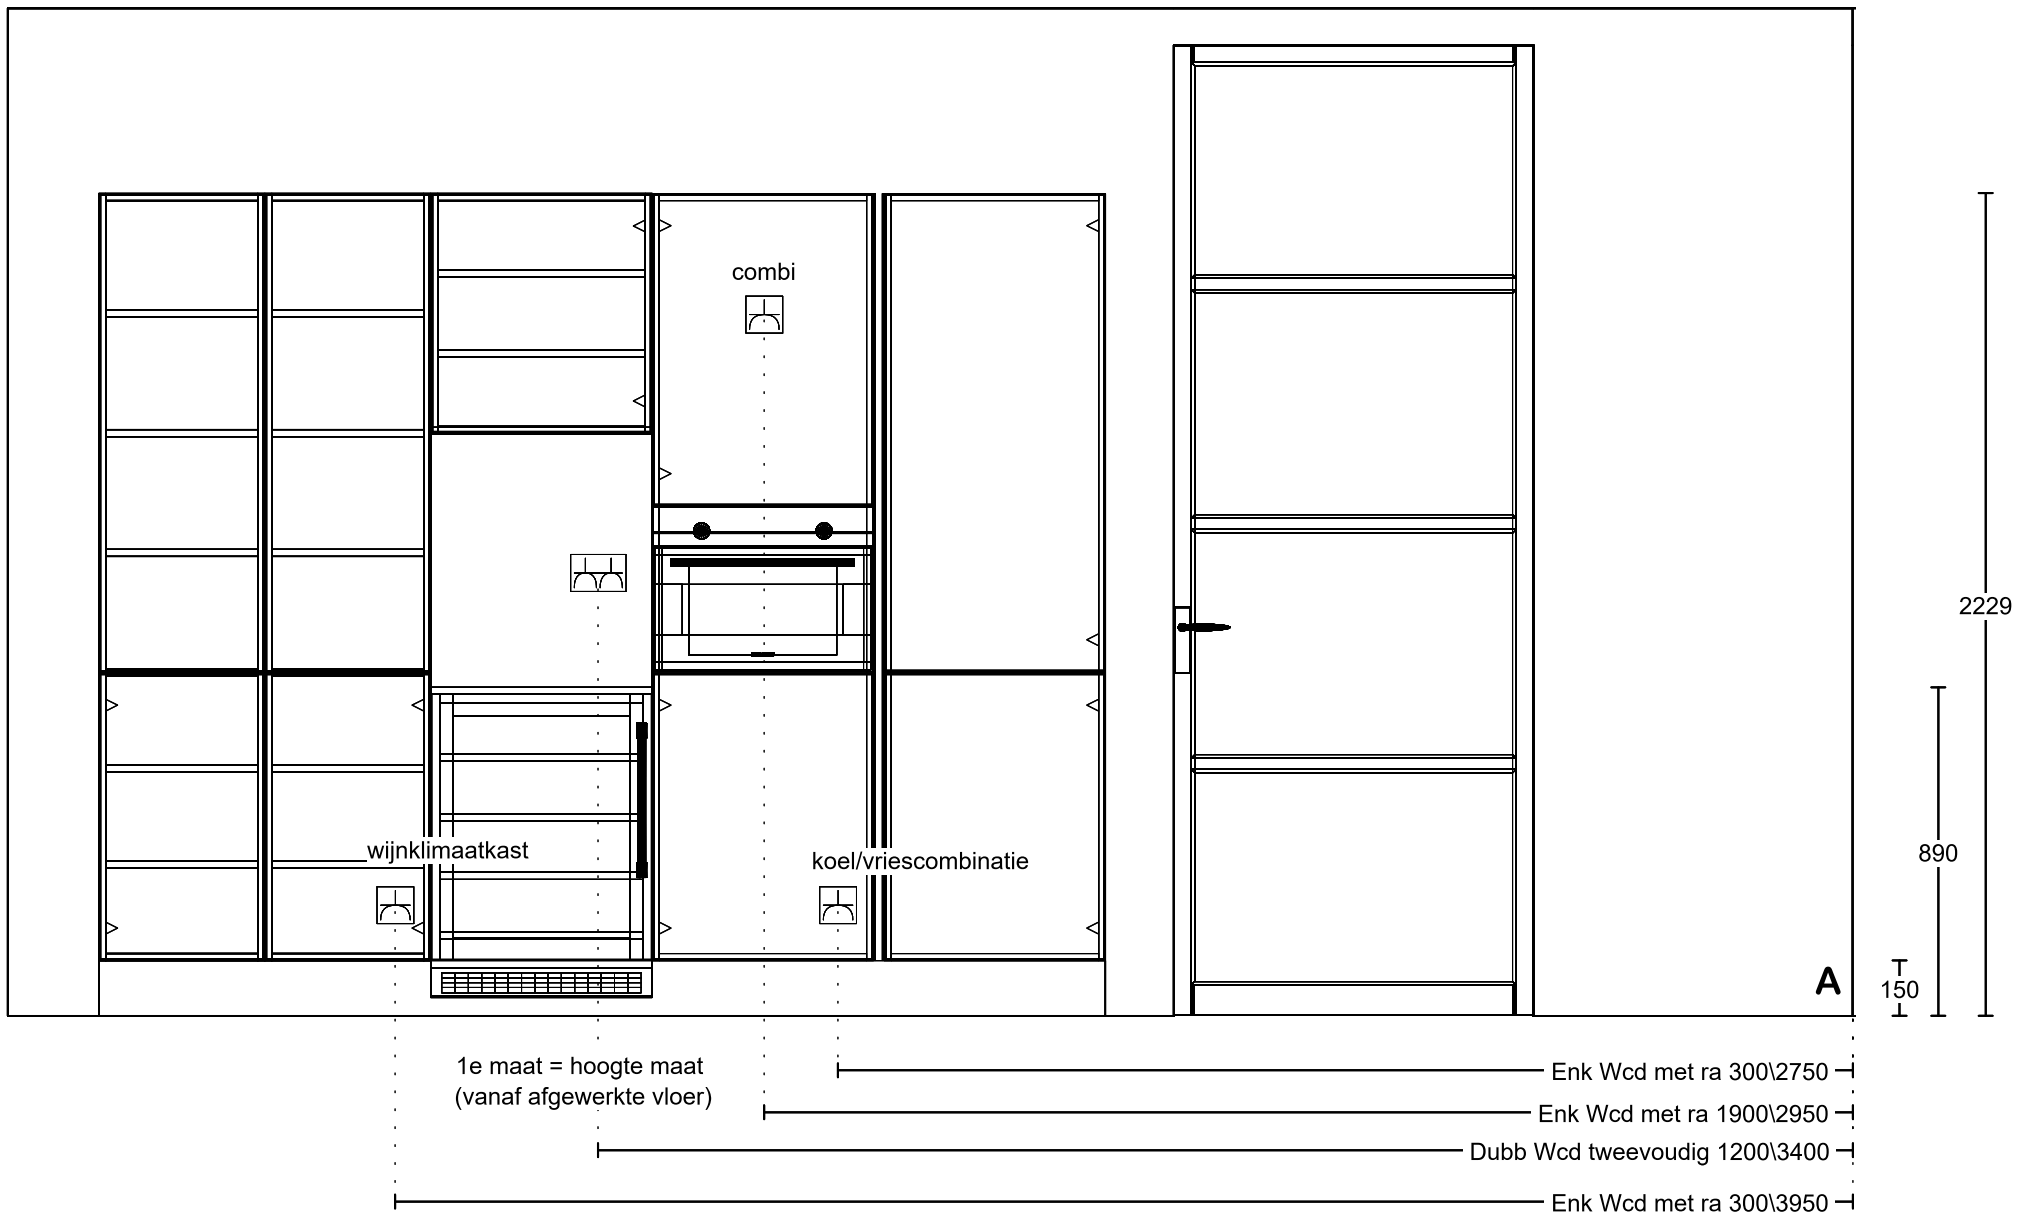 combi
2229
wijnklimaatkast
koel/vriescombinatie
890
A
150
1e maat = hoogte maat
(vanaf afgewerkte vloer)
Enk Wcd met ra 300\2750
Enk Wcd met ra 1900\2950
Dubb Wcd tweevoudig 1200\3400
Enk Wcd met ra 300\3950